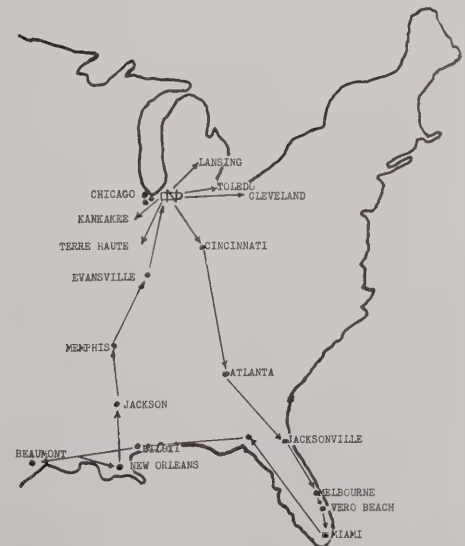 LANSING
TOLEDO
CHICAGO
ND
CLEVELAND
KANKAKEE
TERRE HAUTE
CINCINNATI
EVANSVILLE
MEMPHIS
ATLANTA
JACKSON
JACKSONVILLE
BEAUMONT
NEW ORLEANS
MELBOURNE
VERO BEACH
MIAMI